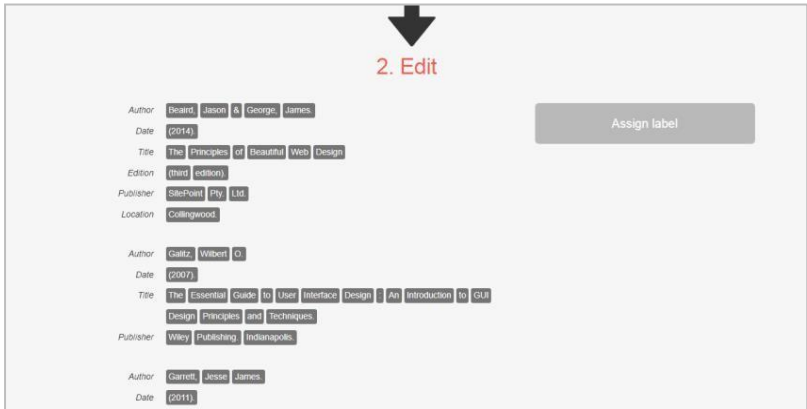 2. Edit
Assign label
Author Beaird, Jason & George, James.
Date (2014).
Title The Principles of Beautiful Web Design
Edition (third edition).
Publisher SitePoint Pty. Ltd.
Location Collingwood.
Author Galitz, Wilbert O.
Date (2007).
Title The Essential Guide to User Interface Design : An Introduction to GUI
Design Principles and Techniques.
Publisher Wiley Publishing. Indianapolis.
Author Garrett, Jesse James.
Date (2011).